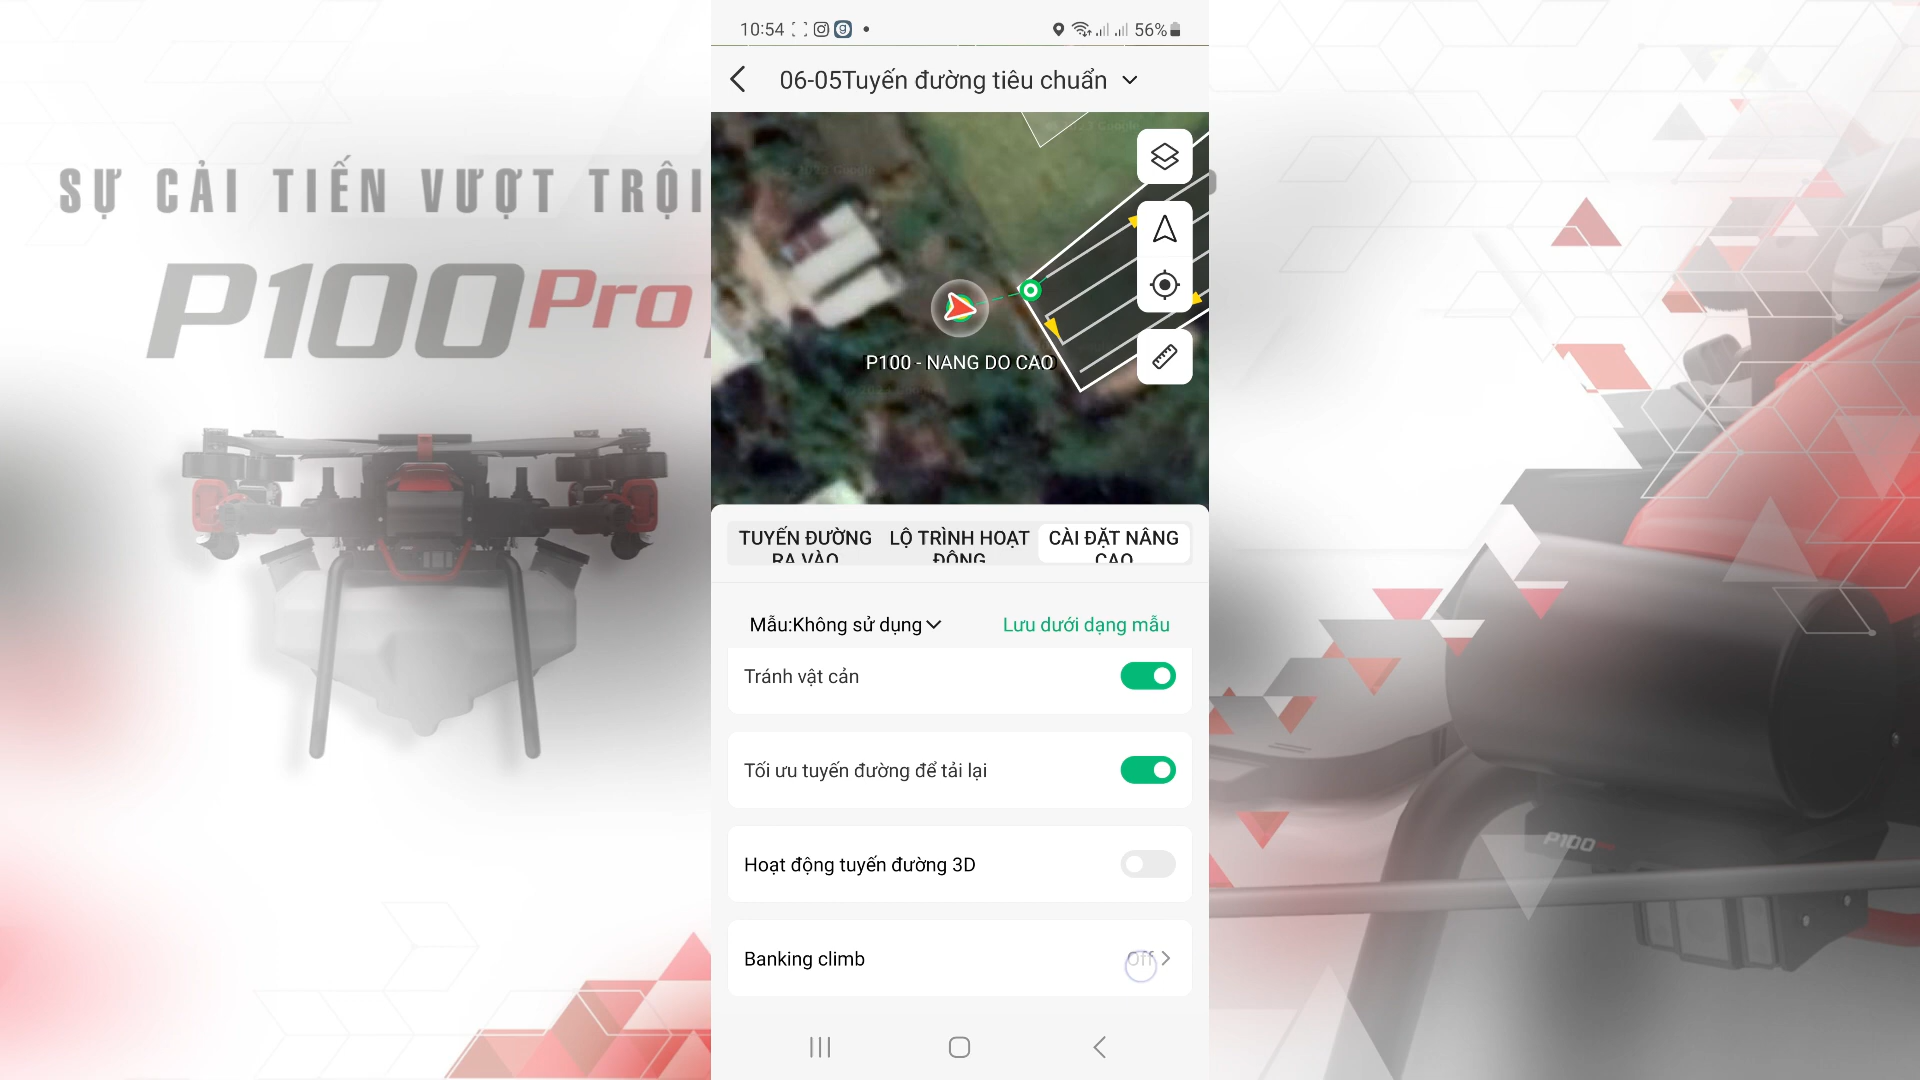 10:54
56%
06-05Tuyến đường tiêu chuẩn
SỰ CẢI TIẾN VƯỢT TRỘI
P100 Pro
P100 - NANG DO CAO
TUYẾN ĐƯỜNG RA VÀO
LỘ TRÌNH HOẠT ĐỘNG
CÀI ĐẶT NÂNG CAO
Mẫu:Không sử dụng
Lưu dưới dạng mẫu
Tránh vật cản
Tối ưu tuyến đường để tải lại
Hoạt động tuyến đường 3D
Banking climb
Off
P100